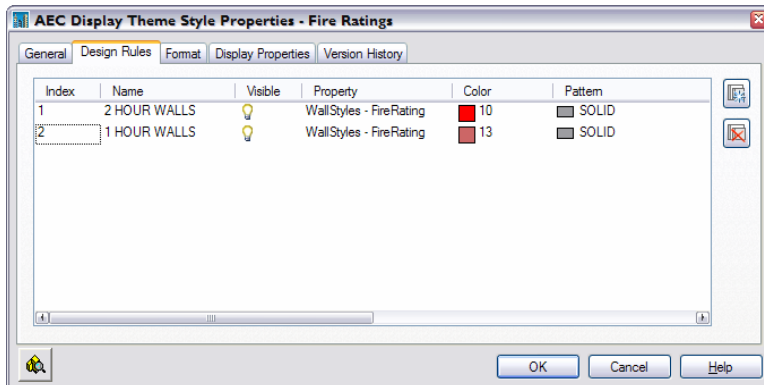 AEC Display Theme Style Properties - Fire Ratings
General Design Rules Format Display Properties Version History
Index Name Visible Property Color Pattern
1 2 HOUR WALLS WallStyles - FireRating 10 SOLID
2 1 HOUR WALLS WallStyles - FireRating 13 SOLID
OK Cancel Help